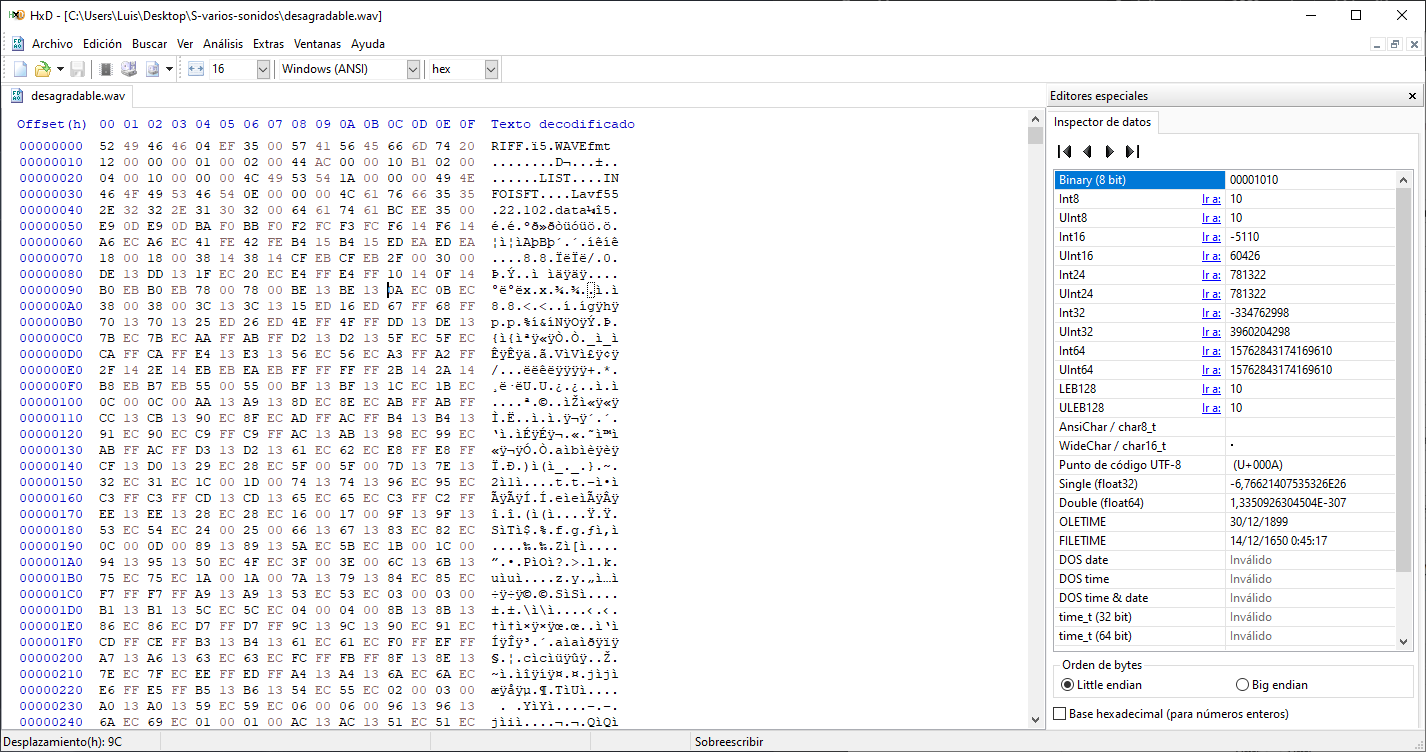 HxD - [C:\Users\Luis\Desktop\S-varios-sonidos\desagradable.wav]
Archivo Edición Buscar Ver Análisis Extras Ventanas Ayuda
16 Windows (ANSI) hex
desagradable.wav
Offset(h) 00 01 02 03 04 05 06 07 08 09 0A 0B 0C 0D 0E 0F Texto decodificado
00000000 52 49 46 46 04 EF 35 00 57 41 56 45 66 6D 74 20 RIFF.ï5.WAVEfmt
00000010 12 00 00 00 01 00 02 00 44 AC 00 00 10 B1 02 00 ........D¬...±..
00000020 04 00 10 00 00 00 4C 49 53 54 1A 00 00 00 49 4E ......LIST....IN
00000030 46 4F 49 53 46 54 0E 00 00 00 4C 61 76 66 35 35 FOISFT....Lavf55
00000040 2E 32 32 2E 31 30 32 00 64 61 74 61 BC EE 35 00 .22.102.data¼î5.
00000050 E9 0D E9 0D BA F0 BB F0 F2 FC F3 FC F6 14 F6 14 é.é.ºð»ðòüóüö.ö.
00000060 A6 EC A6 EC 41 FE 42 FE B4 15 B4 15 ED EA ED EA ¦ì¦ìAþBþ´.´.íêíê
00000070 18 00 18 00 38 14 38 14 CF EB CF EB 2F 00 30 00 ....8.8.ÏëÏë/.0.
00000080 DE 13 DD 13 1F EC 20 EC E4 FF E4 FF 10 14 0F 14 Þ.Ý..ì ìäÿäÿ....
00000090 B0 EB B0 EB 78 00 78 00 BE 13 BE 13 0A EC 0B EC °ë°ëx.x.¾.¾..ì.ì
000000A0 38 00 38 00 3C 13 3C 13 15 ED 16 ED 67 FF 68 FF 8.8.<.<..í.ígÿhÿ
000000B0 70 13 70 13 25 ED 26 ED 4E FF 4F FF DD 13 DE 13 p.p.%í&íNÿOÿÝ.Þ.
000000C0 7B EC 7B EC AA FF AB FF D2 13 D2 13 5F EC 5F EC {ì{ìªÿ«ÿÒ.Ò._ì_ì
000000D0 CA FF CA FF E4 13 E3 13 56 EC 56 EC A3 FF A2 FF ÊÿÊÿä.ã.VìVì£ÿ¢ÿ
000000E0 2F 14 2E 14 EB EB EA EB FF FF FF FF 2B 14 2A 14 /...ëëêëÿÿÿÿ+.*.
000000F0 B8 EB B7 EB 55 00 55 00 BF 13 BF 13 1C EC 1B EC ¸ë·ëU.U.¿.¿..ì.ì
00000100 0C 00 0C 00 AA 13 A9 13 8D EC 8E EC AB FF AB FF ....ª.©..ìŽì«ÿ«ÿ
00000110 CC 13 CB 13 90 EC 8F EC AD FF AC FF B4 13 B4 13 Ì.Ë..ì.ì.ÿ¬ÿ´.´.
00000120 91 EC 90 EC C9 FF C9 FF AC 13 AB 13 98 EC 99 EC ‘ì.ìÉÿÉÿ¬.«.˜ì™ì
00000130 AB FF AC FF D3 13 D2 13 61 EC 62 EC E8 FF E8 FF «ÿ¬ÿÓ.Ò.aìbìèÿèÿ
00000140 CF 13 D0 13 29 EC 28 EC 5F 00 5F 00 7D 13 7E 13 Ï.Ð.)ì(ì_._.}.~.
00000150 32 EC 31 EC 1C 00 1D 00 74 13 74 13 96 EC 95 EC 2ì1ì....t.t.–ì•ì
00000160 C3 FF C3 FF CD 13 CD 13 65 EC 65 EC C3 FF C2 FF ÃÿÃÿÍ.Í.eìeìÃÿÂÿ
00000170 EE 13 EE 13 28 EC 28 EC 16 00 17 00 9F 13 9F 13 î.î.(ì(ì....Ÿ.Ÿ.
00000180 53 EC 54 EC 24 00 25 00 66 13 67 13 83 EC 82 EC SìTì$.%.f.g.ƒì‚ì
00000190 0C 00 0D 00 89 13 89 13 5A EC 5B EC 1B 00 1C 00 ....‰.‰.Zì[ì....
000001A0 94 13 95 13 50 EC 4F EC 3F 00 3E 00 6C 13 6B 13 ”.•.PìOì?.>.l.k.
000001B0 75 EC 75 EC 1A 00 1A 00 7A 13 79 13 84 EC 85 EC uìuì....z.y.„ì…ì
000001C0 F7 FF F7 FF A9 13 A9 13 53 EC 53 EC 03 00 03 00 ÷ÿ÷ÿ©.©.SìSì....
000001D0 B1 13 B1 13 5C EC 5C EC 04 00 04 00 8B 13 8B 13 ±.±.\ì\ì....‹.‹.
000001E0 86 EC 86 EC D7 FF D7 FF 9C 13 9C 13 90 EC 91 EC †ì†ì×ÿ×ÿœ.œ..ì‘ì
000001F0 CD FF CE FF B3 13 B4 13 61 EC 61 EC F0 FF EF FF ÍÿÎÿ³.´.aìaìðÿïÿ
00000200 A7 13 A6 13 63 EC 63 EC FC FF FB FF 8F 13 8E 13 §.¦.cìcìüÿûÿ..Ž.
00000210 7E EC 7F EC EE FF ED FF A4 13 A4 13 6A EC 6A EC ~ì.ìîÿíÿ¤.¤.jìjì
00000220 E6 FF E5 FF B5 13 B6 13 54 EC 55 EC 02 00 03 00 æÿåÿµ.¶.TìUì....
00000230 A0 13 A0 13 59 EC 59 EC 06 00 06 00 96 13 96 13  . .YìYì....–.–.
00000240 6A EC 69 EC 01 00 01 00 AC 13 AC 13 51 EC 51 EC jìiì....¬.¬.QìQì
Editores especiales
Inspector de datos
Binary (8 bit) 00001010
Int8 Ir a: 10
UInt8 Ir a: 10
Int16 Ir a: -5110
UInt16 Ir a: 60426
Int24 Ir a: 781322
UInt24 Ir a: 781322
Int32 Ir a: -334762998
UInt32 Ir a: 3960204298
Int64 Ir a: 15762843174169610
UInt64 Ir a: 15762843174169610
LEB128 Ir a: 10
ULEB128 Ir a: 10
AnsiChar / char8_t
WideChar / char16_t
Punto de código UTF-8 (U+000A)
Single (float32) -6,76621407535326E26
Double (float64) 1,3350926304504E-307
OLETIME 30/12/1899
FILETIME 14/12/1650 0:45:17
DOS date Inválido
DOS time Inválido
DOS time & date Inválido
time_t (32 bit) Inválido
time_t (64 bit) Inválido
Orden de bytes
Little endian Big endian
Base hexadecimal (para números enteros)
Desplazamiento(h): 9C Sobreescribir